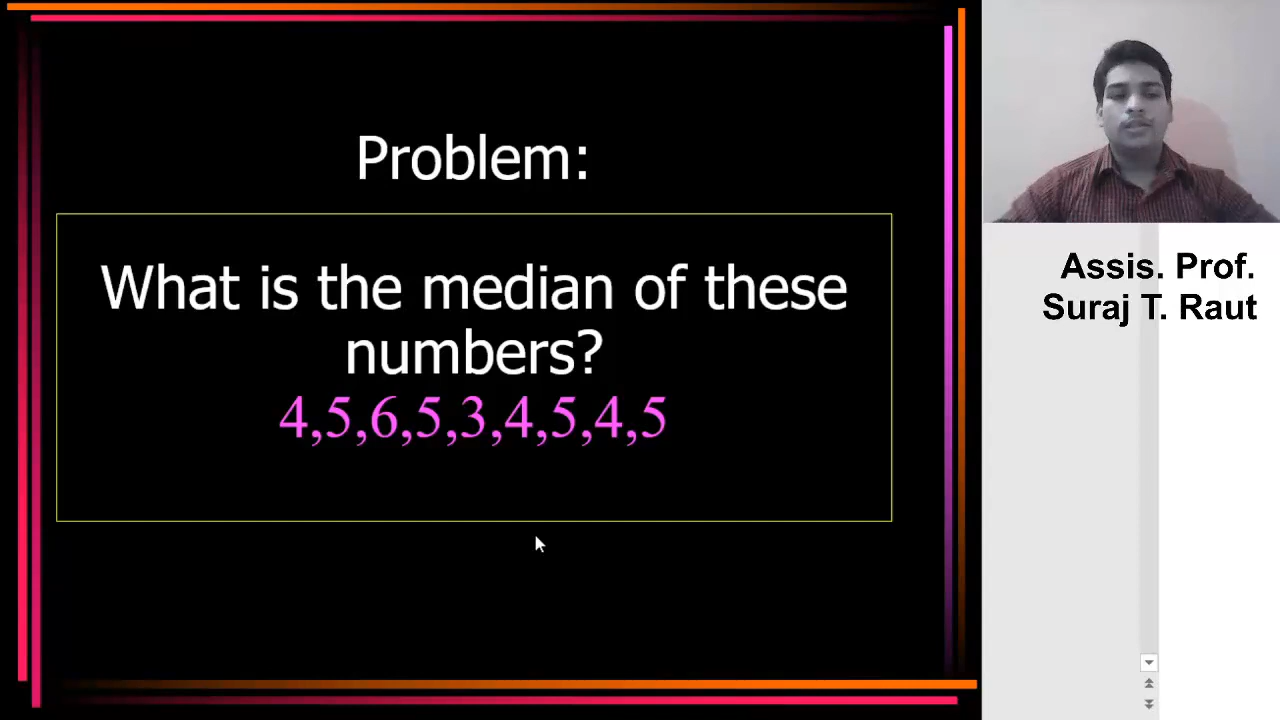 Problem:
What is the median of these
numbers?
4,5,6,5,3,4,5,4,5
Assis. Prof.
Suraj T. Raut